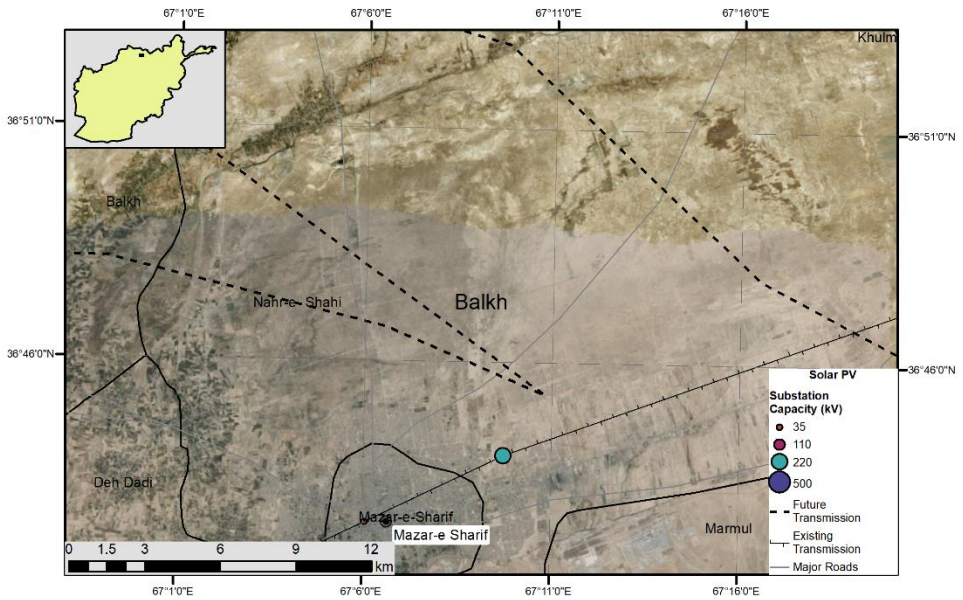 67°1'0"E
67°6'0"E
67°11'0"E
67°16'0"E
Khulm
36°51'0"N
36°51'0"N
Balkh
Nahr-e- Shahi
Balkh
36°46'0"N
36°46'0"N
Solar PV
Substation
Capacity (kV)
35
110
220
500
Future
Transmission
Existing
Transmission
Major Roads
Deh Dadi
Mazar-e-Sharif
Mazar-e Sharif
Marmul
0 1.5 3 6 9 12
km
67°1'0"E
67°6'0"E
67°11'0"E
67°16'0"E